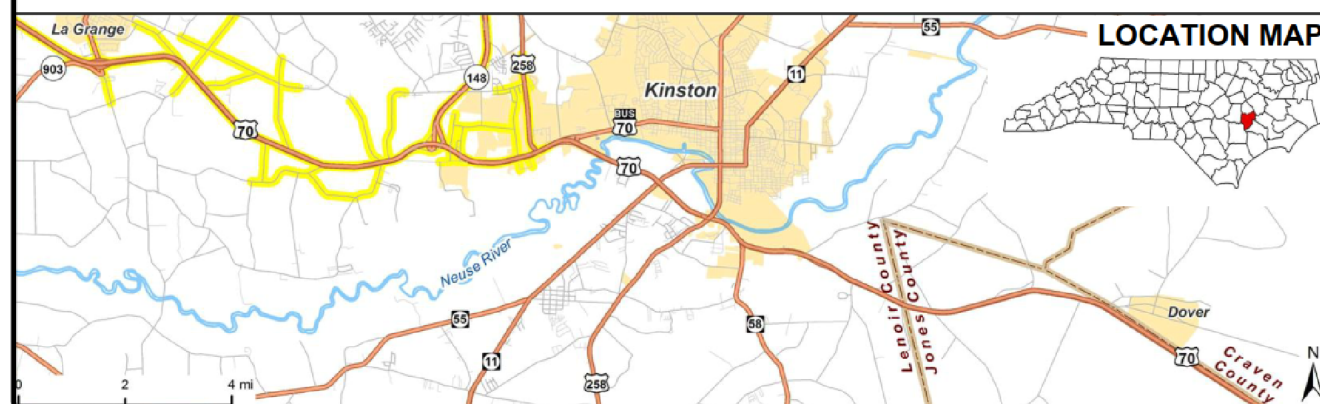 La Grange
903
70
148
258
Kinston
BUS
70
70
11
55
LOCATION MAP
Neuse River
55
11
258
58
Lenoir County
Jones County
Dover
70
Craven
County
N
0 2 4 mi